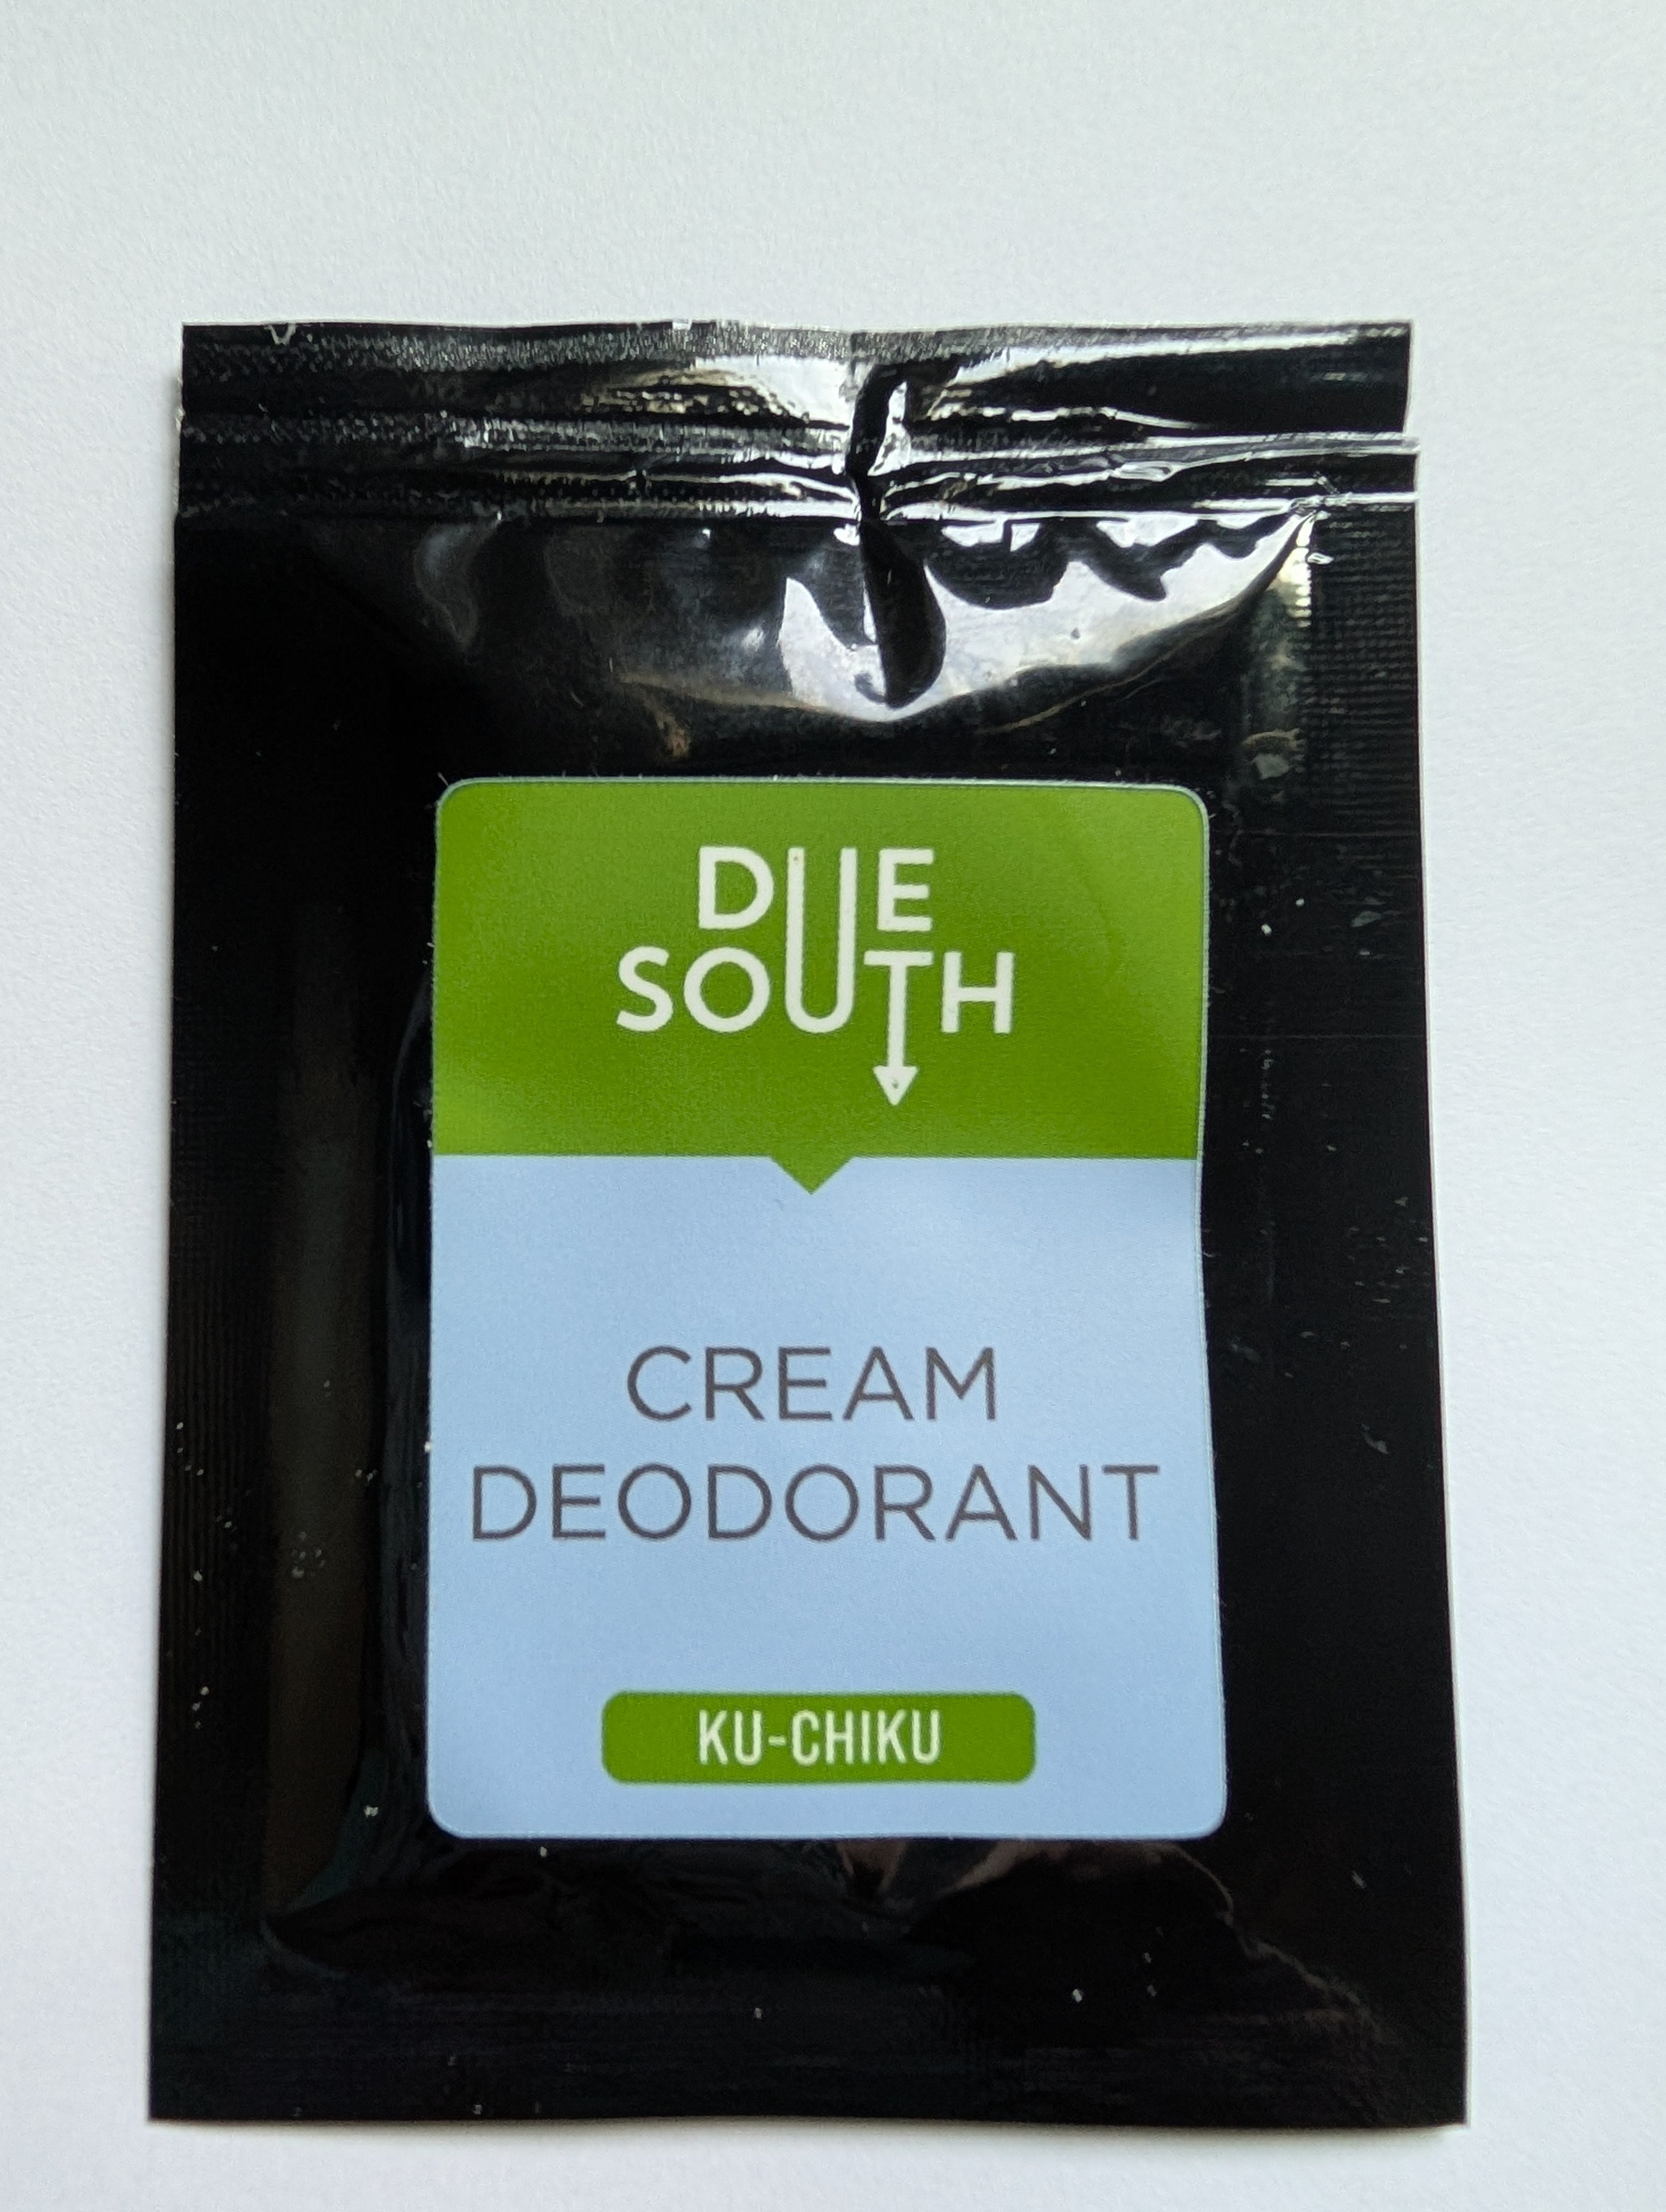 DUE
SOUTH
CREAM
DEODORANT
KU-CHIKU